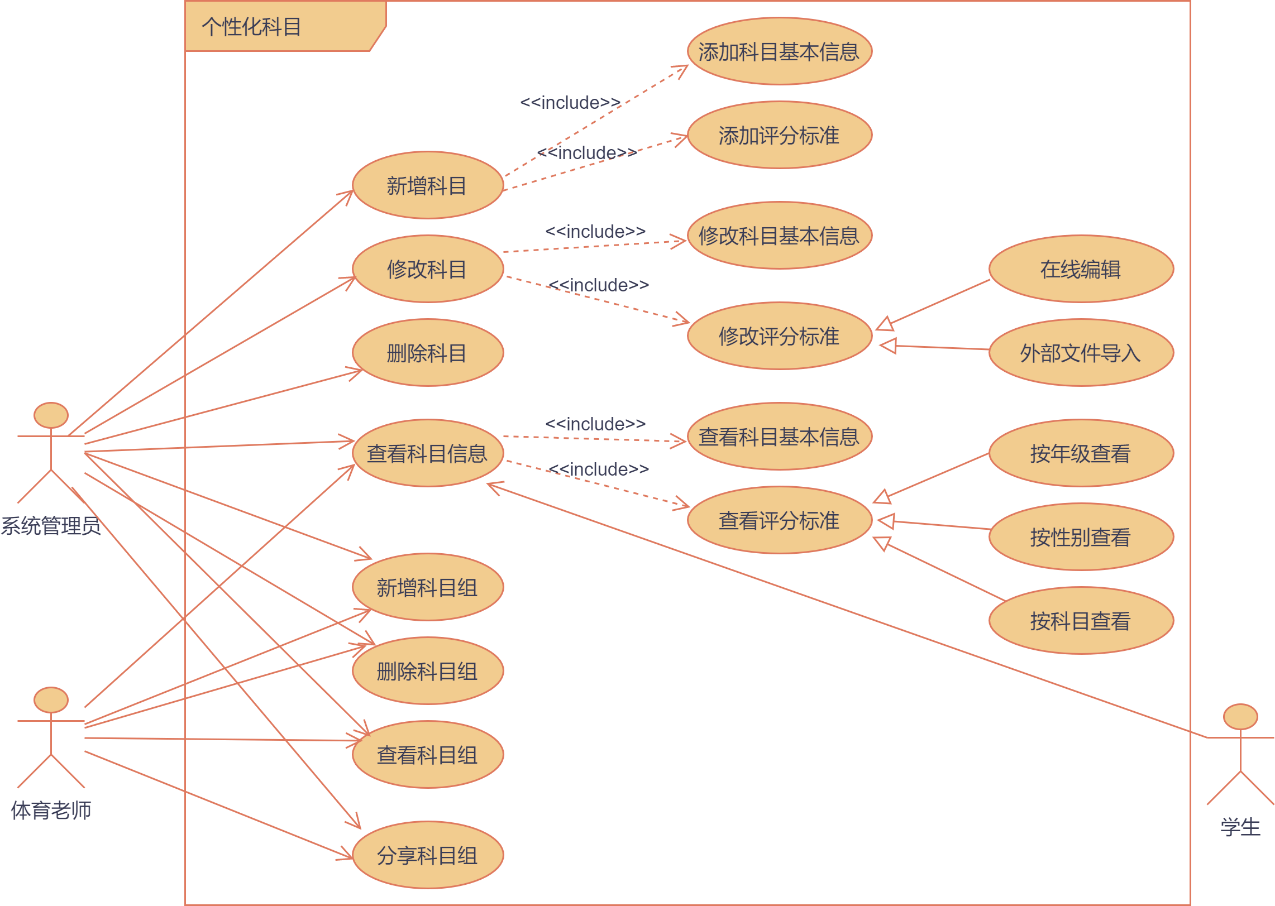 个性化科目
添加科目基本信息
<<include>>
添加评分标准
<<include>>
新增科目
修改科目基本信息
<<include>>
修改科目
在线编辑
<<include>>
修改评分标准
删除科目
外部文件导入
<<include>>
查看科目基本信息
查看科目信息
按年级查看
<<include>>
系统管理员
查看评分标准
按性别查看
新增科目组
按科目查看
删除科目组
查看科目组
体育老师
学生
分享科目组